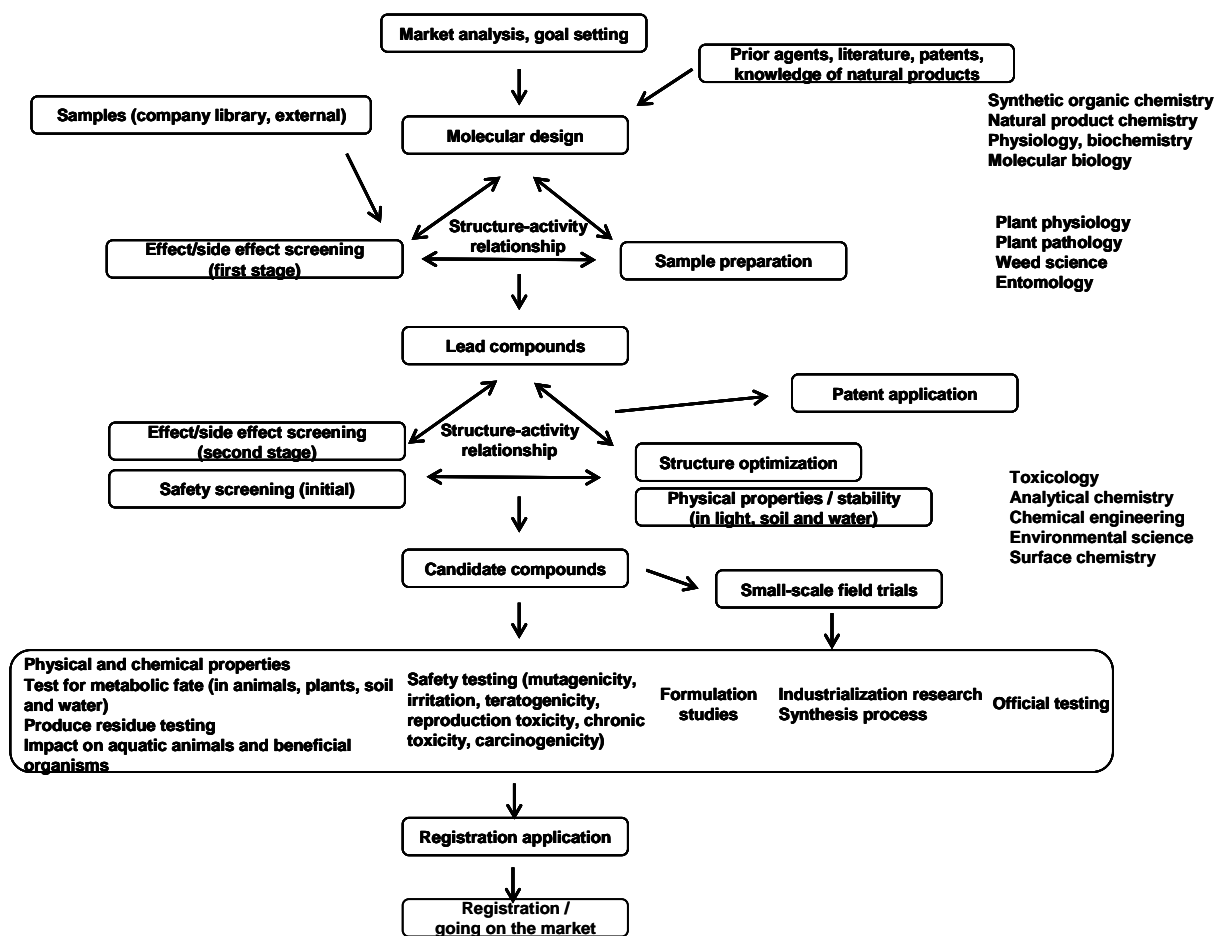 Market analysis, goal setting
Prior agents, literature, patents,
knowledge of natural products
Samples (company library, external)
Molecular design
Synthetic organic chemistry
Natural product chemistry
Physiology, biochemistry
Molecular biology
Structure-activity
relationship
Effect/side effect screening
(first stage)
Sample preparation
Plant physiology
Plant pathology
Weed science
Entomology
Lead compounds
Patent application
Effect/side effect screening
(second stage)
Structure-activity
relationship
Structure optimization
Safety screening (initial)
Physical properties / stability
(in light, soil and water)
Toxicology
Analytical chemistry
Chemical engineering
Environmental science
Surface chemistry
Candidate compounds
Small-scale field trials
Physical and chemical properties
Test for metabolic fate (in animals, plants, soil
and water)
Produce residue testing
Impact on aquatic animals and beneficial
organisms
Safety testing (mutagenicity,
irritation, teratogenicity,
reproduction toxicity, chronic
toxicity, carcinogenicity)
Formulation
studies
Industrialization research
Synthesis process
Official testing
Registration application
Registration /
going on the market